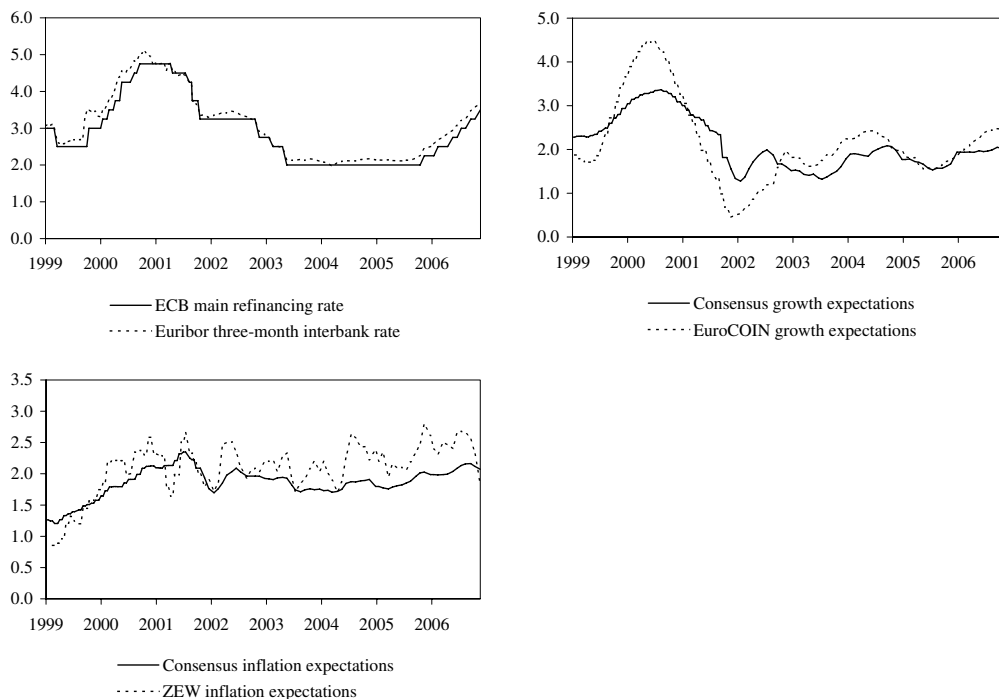 6.0
5.0
4.0
3.0
2.0
1.0
0.0
1999 2000 2001 2002 2003 2004 2005 2006
ECB main refinancing rate
Euribor three-month interbank rate
5.0
4.0
3.0
2.0
1.0
0.0
1999 2000 2001 2002 2003 2004 2005 2006
Consensus growth expectations
EuroCOIN growth expectations
3.5
3.0
2.5
2.0
1.5
1.0
0.5
0.0
1999 2000 2001 2002 2003 2004 2005 2006
Consensus inflation expectations
ZEW inflation expectations